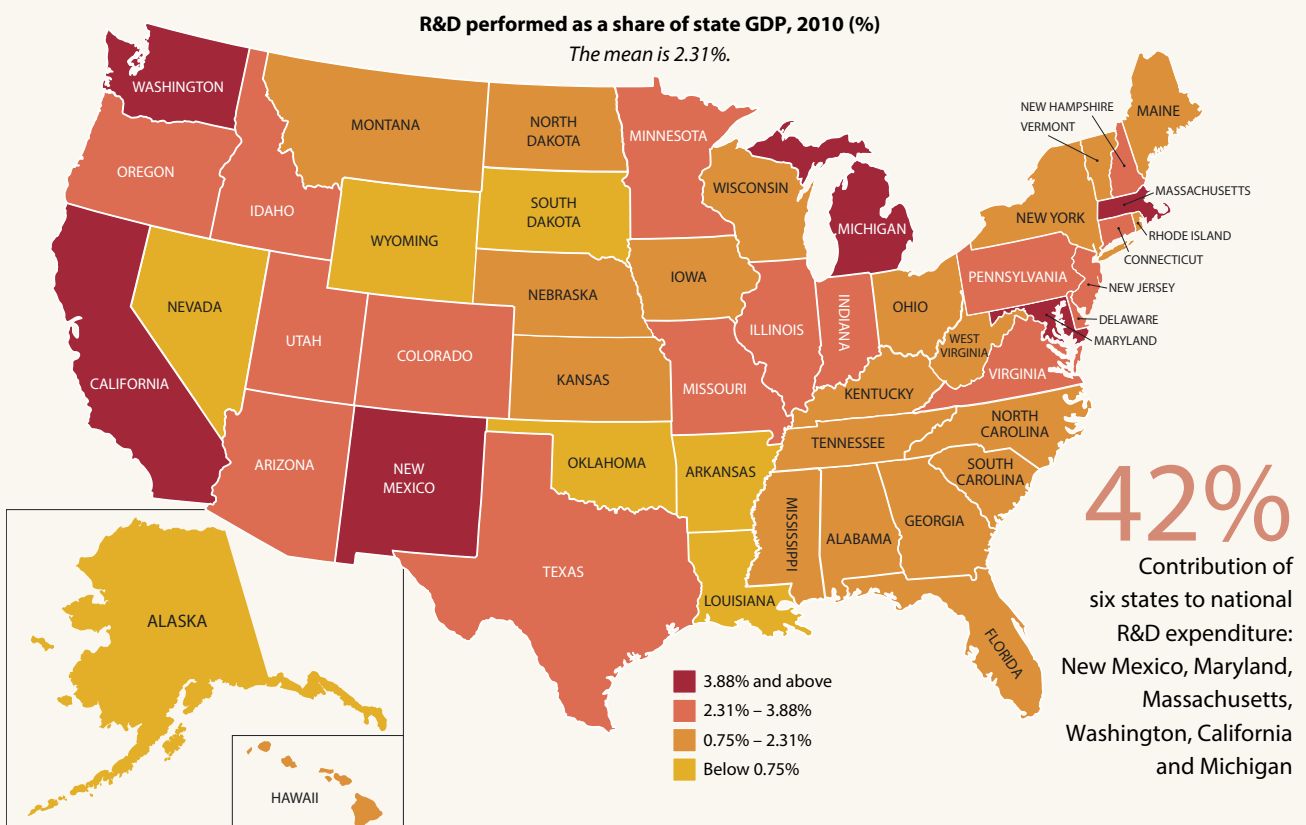 R&D performed as a share of state GDP, 2010 (%)
The mean is 2.31%.
WASHINGTON
MONTANA
NORTH
DAKOTA
MINNESOTA
NEW HAMPSHIRE
VERMONT
MAINE
OREGON
IDAHO
WYOMING
SOUTH
DAKOTA
WISCONSIN
MICHIGAN
NEW YORK
MASSACHUSETTS
RHODE ISLAND
CONNECTICUT
NEVADA
NEBRASKA
IOWA
PENNSYLVANIA
NEW JERSEY
UTAH
COLORADO
ILLINOIS
INDIANA
OHIO
DELAWARE
MARYLAND
WEST
VIRGINIA
CALIFORNIA
KANSAS
MISSOURI
KENTUCKY
VIRGINIA
ARIZONA
NEW
MEXICO
OKLAHOMA
ARKANSAS
TENNESSEE
NORTH
CAROLINA
SOUTH
CAROLINA
TEXAS
LOUISIANA
MISSISSIPPI
ALABAMA
GEORGIA
FLORIDA
ALASKA
HAWAII
3.88% and above
2.31% – 3.88%
0.75% – 2.31%
Below 0.75%
42%
Contribution of
six states to national
R&D expenditure:
New Mexico, Maryland,
Massachusetts,
Washington, California
and Michigan